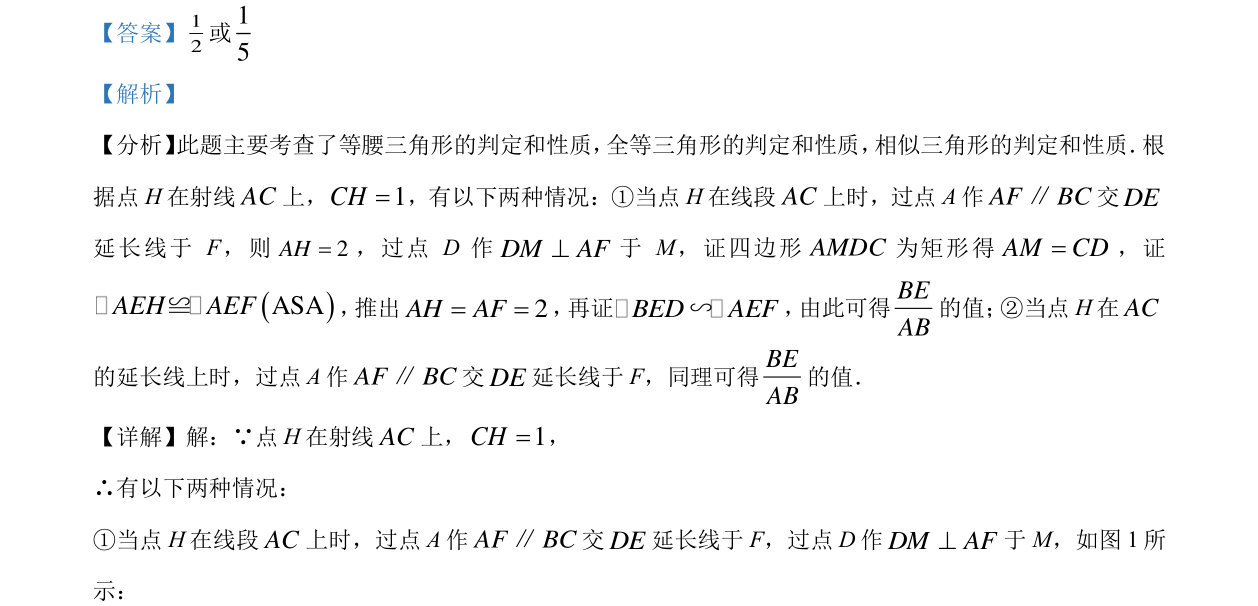 【答案】1/2或1/5
【解析】
【分析】此题主要考查了等腰三角形的判定和性质，全等三角形的判定和性质，相似三角形的判定和性质．根
据点 H 在射线 AC 上， CH =1，有以下两种情况：①当点 H 在线段 AC 上时，过点 A 作 AF ∥ BC 交 DE
延长线于 F，则 AH = 2 ，过点 D 作 DM ⊥ AF 于 M，证四边形 AMDC 为矩形得 AM = CD ，证
□AEH≌□AEF (ASA)，推出 AH = AF = 2，再证□BED∽□AEF，由此可得 BE/AB 的值；②当点 H 在 AC
的延长线上时，过点 A 作 AF ∥ BC 交 DE 延长线于 F，同理可得 BE/AB 的值．
【详解】解：∵点 H 在射线 AC 上， CH =1，
∴有以下两种情况：
①当点 H 在线段 AC 上时，过点 A 作 AF ∥ BC 交 DE 延长线于 F，过点 D 作 DM ⊥ AF 于 M，如图 1 所
示：